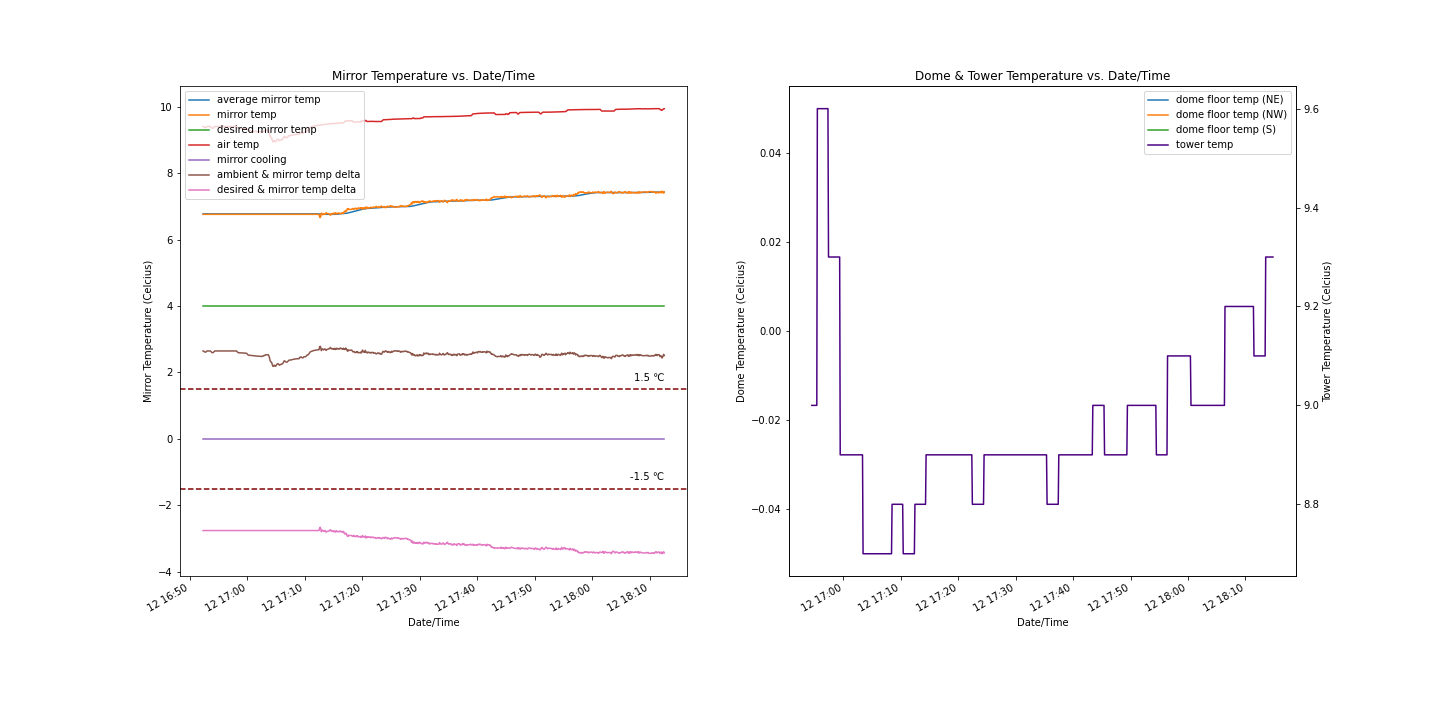 Mirror Temperature vs. Date/Time
average mirror temp
mirror temp
desired mirror temp
air temp
mirror cooling
ambient & mirror temp delta
desired & mirror temp delta
10
8
6
4
2
0
−2
−4
Mirror Temperature (Celcius)
1.5 °C
-1.5 °C
12 16:50
12 17:00
12 17:10
12 17:20
12 17:30
12 17:40
12 17:50
12 18:00
12 18:10
Date/Time
Dome & Tower Temperature vs. Date/Time
dome floor temp (NE)
dome floor temp (NW)
dome floor temp (S)
tower temp
0.04
0.02
0.00
−0.02
−0.04
Dome Temperature (Celcius)
9.6
9.4
9.2
9.0
8.8
Tower Temperature (Celcius)
12 17:00
12 17:10
12 17:20
12 17:30
12 17:40
12 17:50
12 18:00
12 18:10
Date/Time